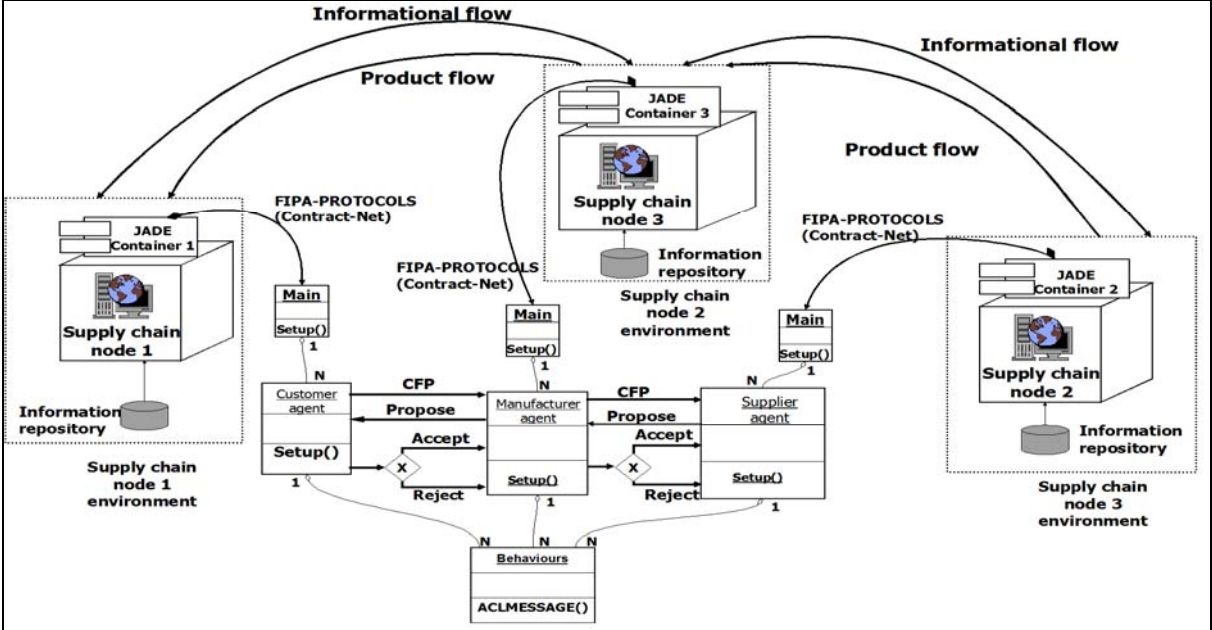 Informational flow
Informational flow
Product flow
JADE
Container 3
Product flow
Supply chain
node 3
FIPA-PROTOCOLS
(Contract-Net)
FIPA-PROTOCOLS
(Contract-Net)
JADE
Container 1
Information
repository
FIPA-PROTOCOLS
(Contract-Net)
JADE
Container 2
Supply chain
node 2
environment
Main
Setup()
1
Main
Setup()
1
Main
Setup()
1
Supply chain
node 1
Supply chain
node 2
Information
repository
Information
repository
Supply chain
node 1
environment
Supply chain
node 3
environment
N
Customer
agent
Setup()
1
CFP
Propose
Accept
X
Reject
N
Manufacturer
agent
Setup()
1
CFP
Propose
Accept
X
Reject
N
Supplier
agent
Setup()
1
N
N
N
Behaviours
ACLMESSAGE()